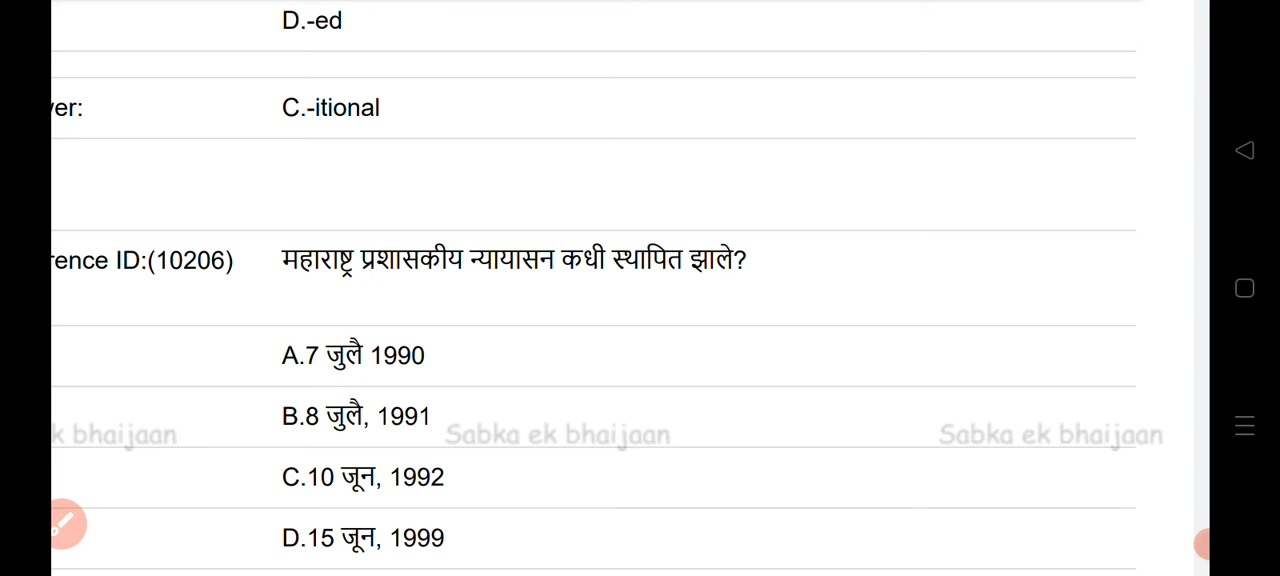 D.-ed
er: C.-itional
rence ID:(10206) महाराष्ट्र प्रशासकीय न्यायासन कधी स्थापित झाले?
A.7 जुलै 1990
B.8 जुलै, 1991
k bhaijaan Sabka ek bhaijaan Sabka ek bhaijaan
C.10 जून, 1992
D.15 जून, 1999